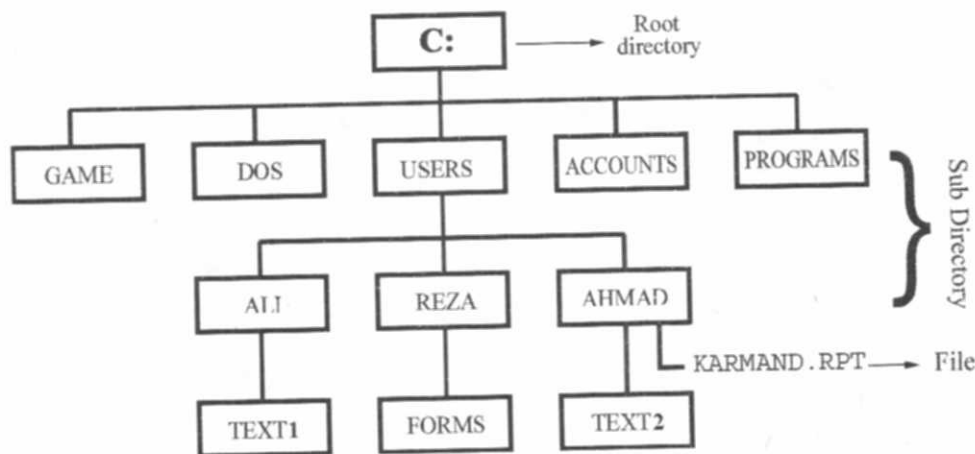 C:
Root
directory
GAME
DOS
USERS
ACCOUNTS
PROGRAMS
Sub Directory
ALI
REZA
AHMAD
KARMAND.RPT
File
TEXT1
FORMS
TEXT2